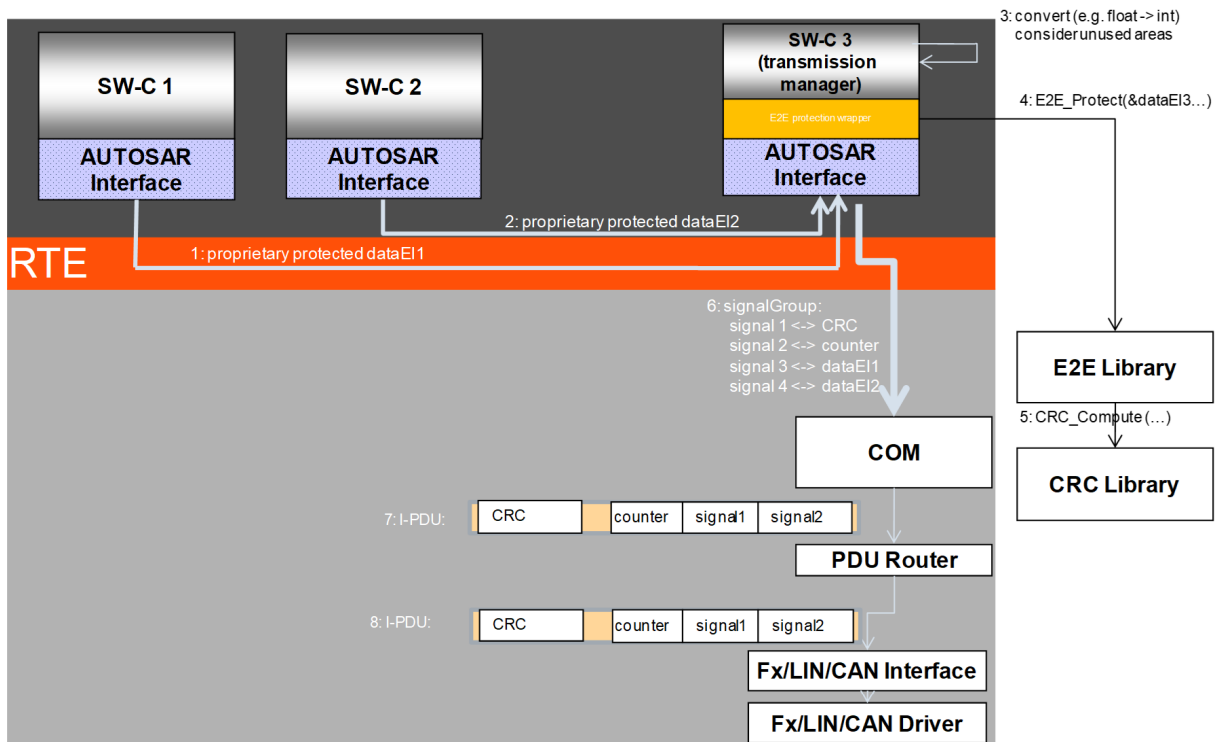 3: convert (e.g. float -> int)
consider unused areas
SW-C 1
SW-C 2
SW-C 3
(transmission
manager)
4: E2E_Protect(&dataEl3...)
E2E protection wrapper
AUTOSAR
Interface
AUTOSAR
Interface
AUTOSAR
Interface
2: proprietary protected dataEl2
RTE
1: proprietary protected dataEl1
6: signalGroup:
signal 1 <-> CRC
signal 2 <-> counter
signal 3 <-> dataEl1
signal 4 <-> dataEl2
E2E Library
5: CRC_Compute (...)
COM
CRC Library
7: I-PDU:
CRC
counter
signal1
signal2
PDU Router
8: I-PDU:
CRC
counter
signal1
signal2
Fx/LIN/CAN Interface
Fx/LIN/CAN Driver